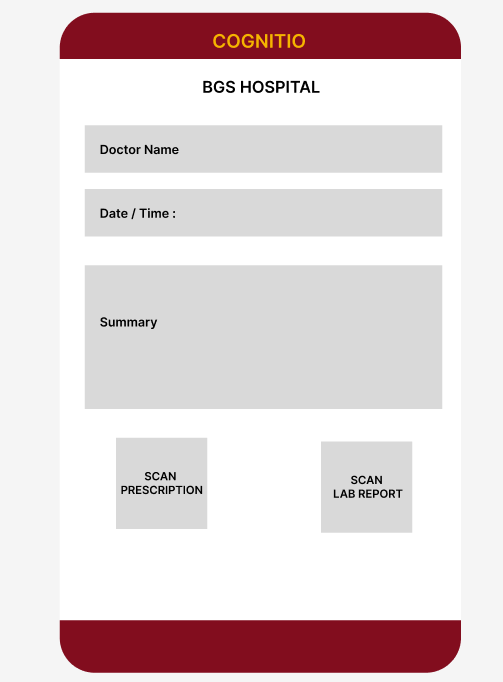 COGNITIO
BGS HOSPITAL
Doctor Name
Date / Time :
Summary
SCAN
PRESCRIPTION
SCAN
LAB REPORT